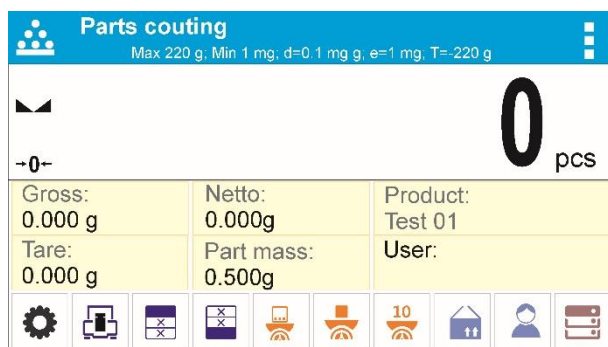 Parts couting
Max 220 g; Min 1 mg; d=0.1 mg g; e=1 mg; T=-220 g
0 pcs
→0←
Gross:
0.000 g
Netto:
0.000g
Product:
Test 01
Tare:
0.000 g
Part mass:
0.500g
User:
10